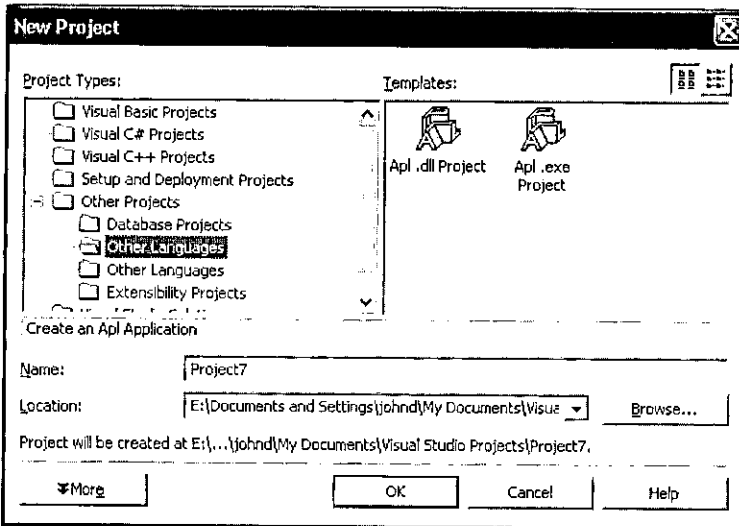 New Project
Project Types:
Templates:
Visual Basic Projects
Visual C# Projects
Visual C++ Projects
Setup and Deployment Projects
Other Projects
Database Projects
Other Languages
Other Languages
Extensibility Projects
Apl .dll Project
Apl .exe
Project
Create an Apl Application
Name:
Project7
Location:
E:\Documents and Settings\johnd\My Documents\Visua
Browse...
Project will be created at E:\...\johnd\My Documents\Visual Studio Projects\Project7.
More
OK
Cancel
Help